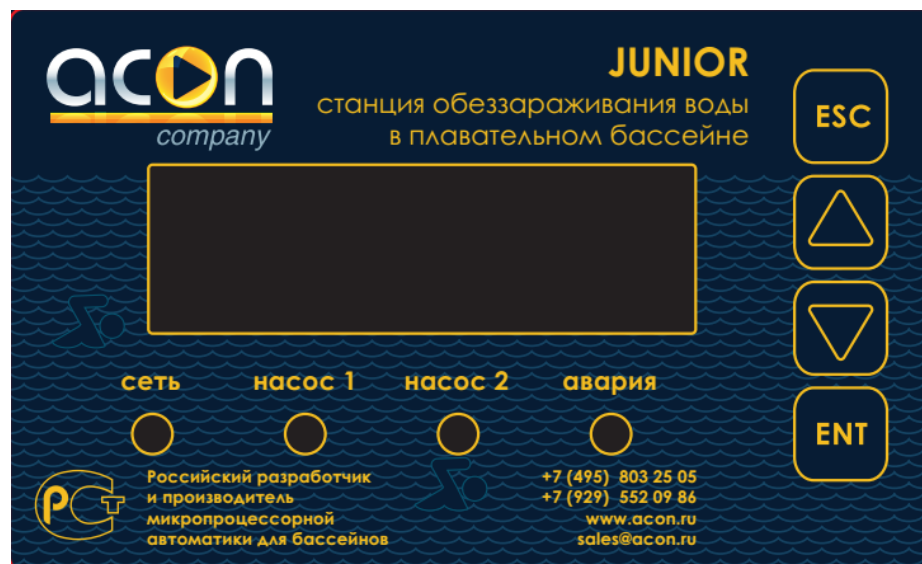 acon
company
JUNIOR
станция обеззараживания воды
в плавательном бассейне
ESC
сеть
насос 1
насос 2
авария
ENT
РСТ
Российский разработчик
и производитель
микропроцессорной
автоматики для бассейнов
+7 (495) 803 25 05
+7 (929) 552 09 86
www.acon.ru
sales@acon.ru